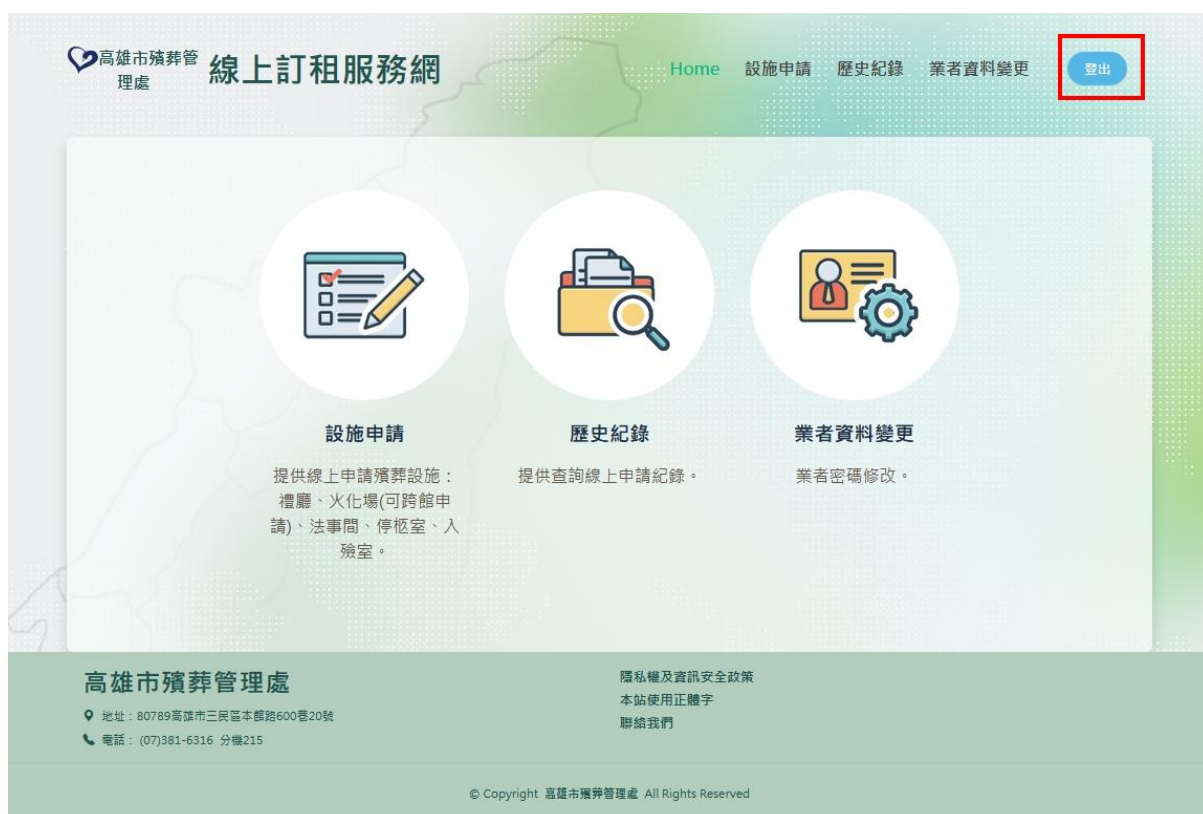 高雄市殯葬管
理處
線上訂租服務網
Home 設施申請 歷史紀錄 業者資料變更 登出
設施申請
提供線上申請殯葬設施：
禮廳、火化場(可跨館申
請)、法事間、停柩室、入
殮室。
歷史紀錄
提供查詢線上申請紀錄。
業者資料變更
業者密碼修改。
高雄市殯葬管理處
地址：80789高雄市三民區本館路600巷20號
電話： (07)381-6316 分機215
隱私權及資訊安全政策
本站使用正體字
聯絡我們
© Copyright 高雄市殯葬管理處 All Rights Reserved